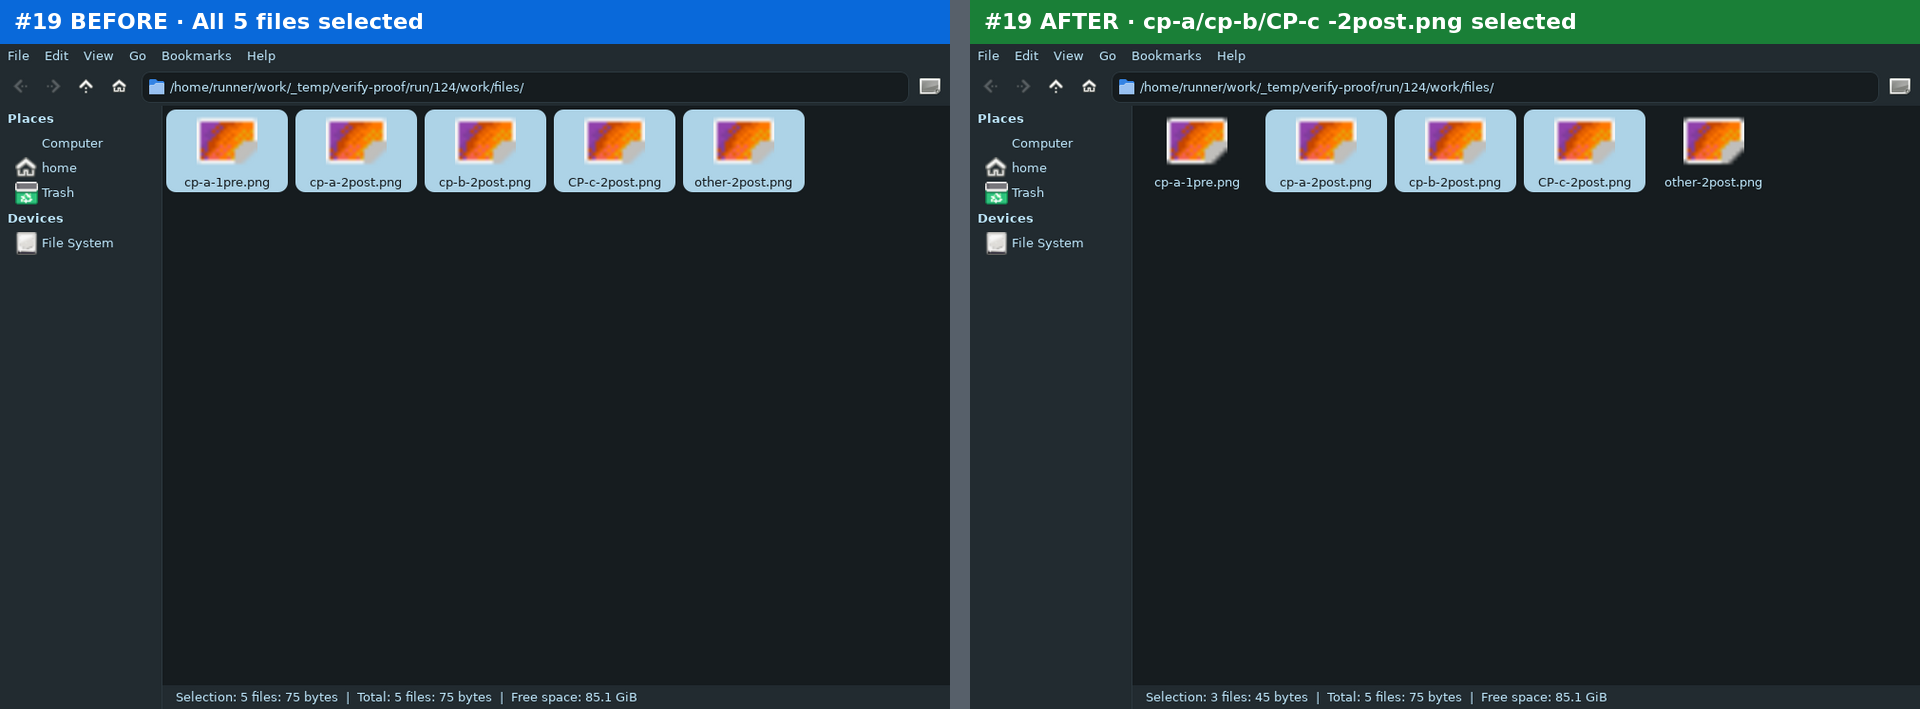 #19 BEFORE · All 5 files selected
File Edit View Go Bookmarks Help
/home/runner/work/_temp/verify-proof/run/124/work/files/
Places
Computer
home
Trash
Devices
File System
cp-a-1pre.png cp-a-2post.png cp-b-2post.png CP-c-2post.png other-2post.png
Selection: 5 files: 75 bytes | Total: 5 files: 75 bytes | Free space: 85.1 GiB
#19 AFTER · cp-a/cp-b/CP-c -2post.png selected
File Edit View Go Bookmarks Help
/home/runner/work/_temp/verify-proof/run/124/work/files/
Places
Computer
home
Trash
Devices
File System
cp-a-1pre.png cp-a-2post.png cp-b-2post.png CP-c-2post.png other-2post.png
Selection: 3 files: 45 bytes | Total: 5 files: 75 bytes | Free space: 85.1 GiB